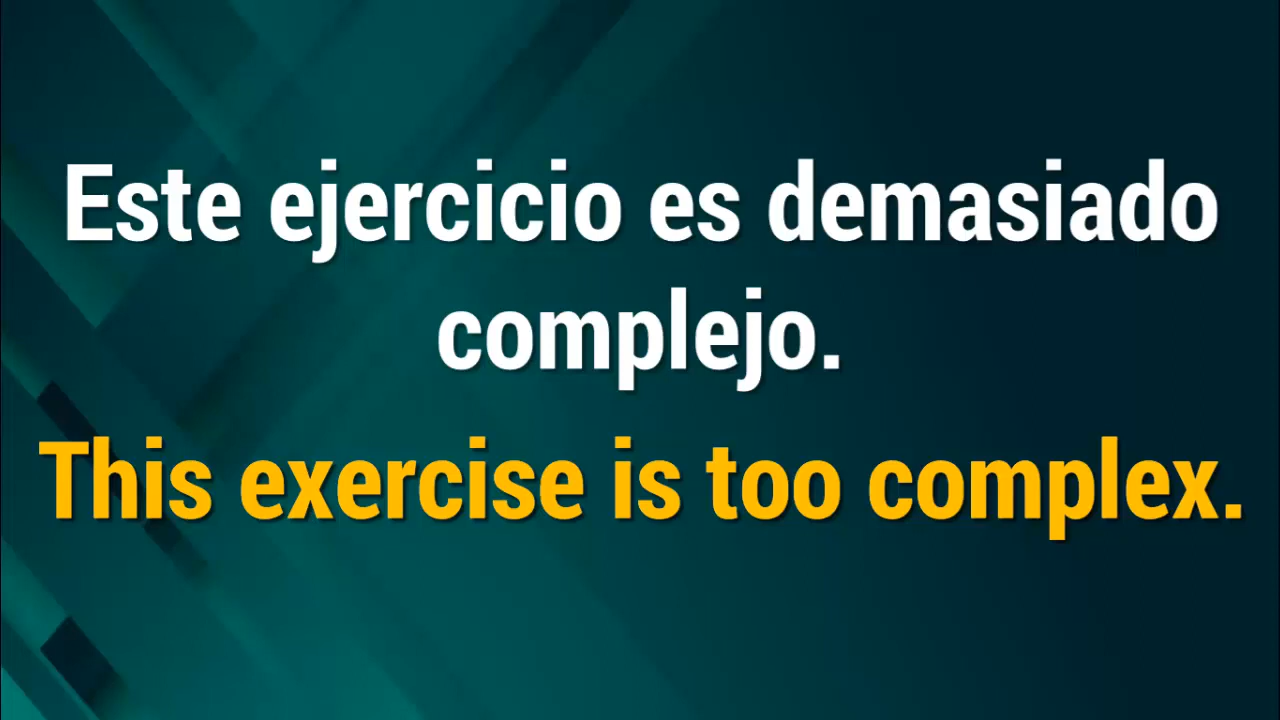 Este ejercicio es demasiado
complejo.
This exercise is too complex.